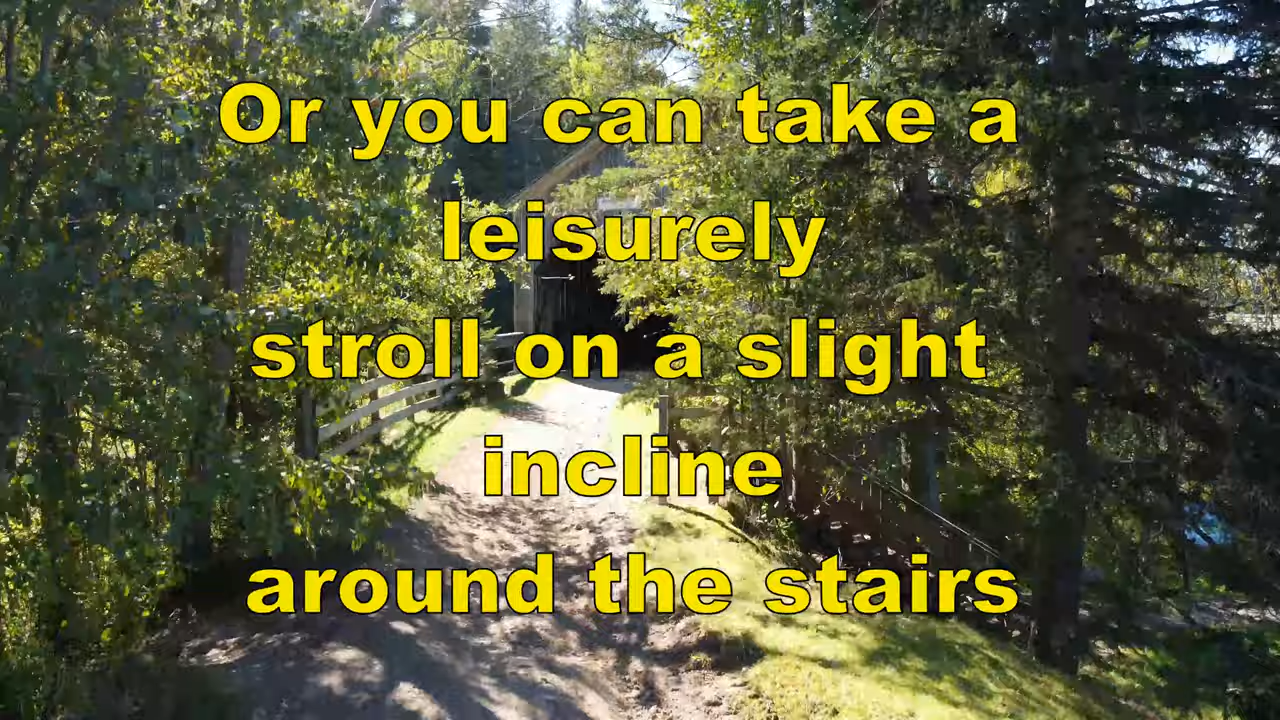 Or you can take a
leisurely
stroll on a slight
incline
around the stairs